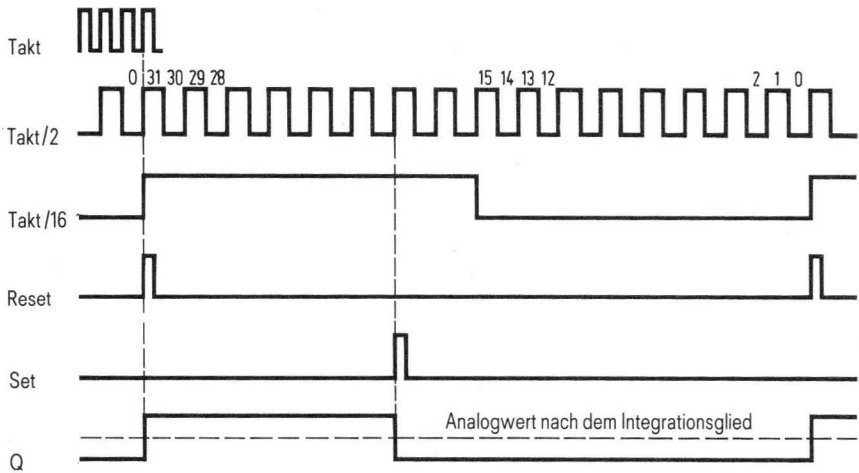 Takt
0 31 30 29 28 15 14 13 12 2 1 0
Takt/2
Takt/16
Reset
Set
Analogwert nach dem Integrationsglied
Q